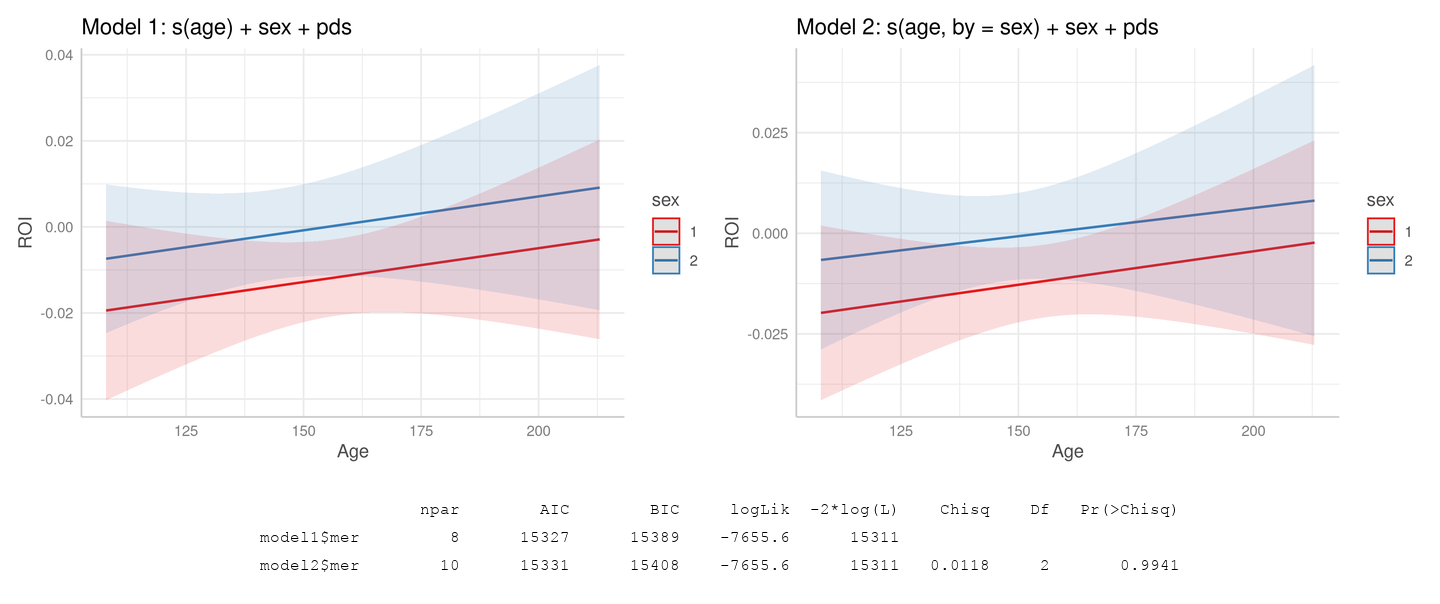 Model 1: s(age) + sex + pds
0.04
0.02
0.00
-0.02
-0.04
ROI
125 150 175 200
Age
sex
1
2
Model 2: s(age, by = sex) + sex + pds
0.025
0.000
-0.025
ROI
125 150 175 200
Age
sex
1
2
npar AIC BIC logLik -2*log(L) Chisq Df Pr(>Chisq)
model1$mer 8 15327 15389 -7655.6 15311
model2$mer 10 15331 15408 -7655.6 15311 0.0118 2 0.9941